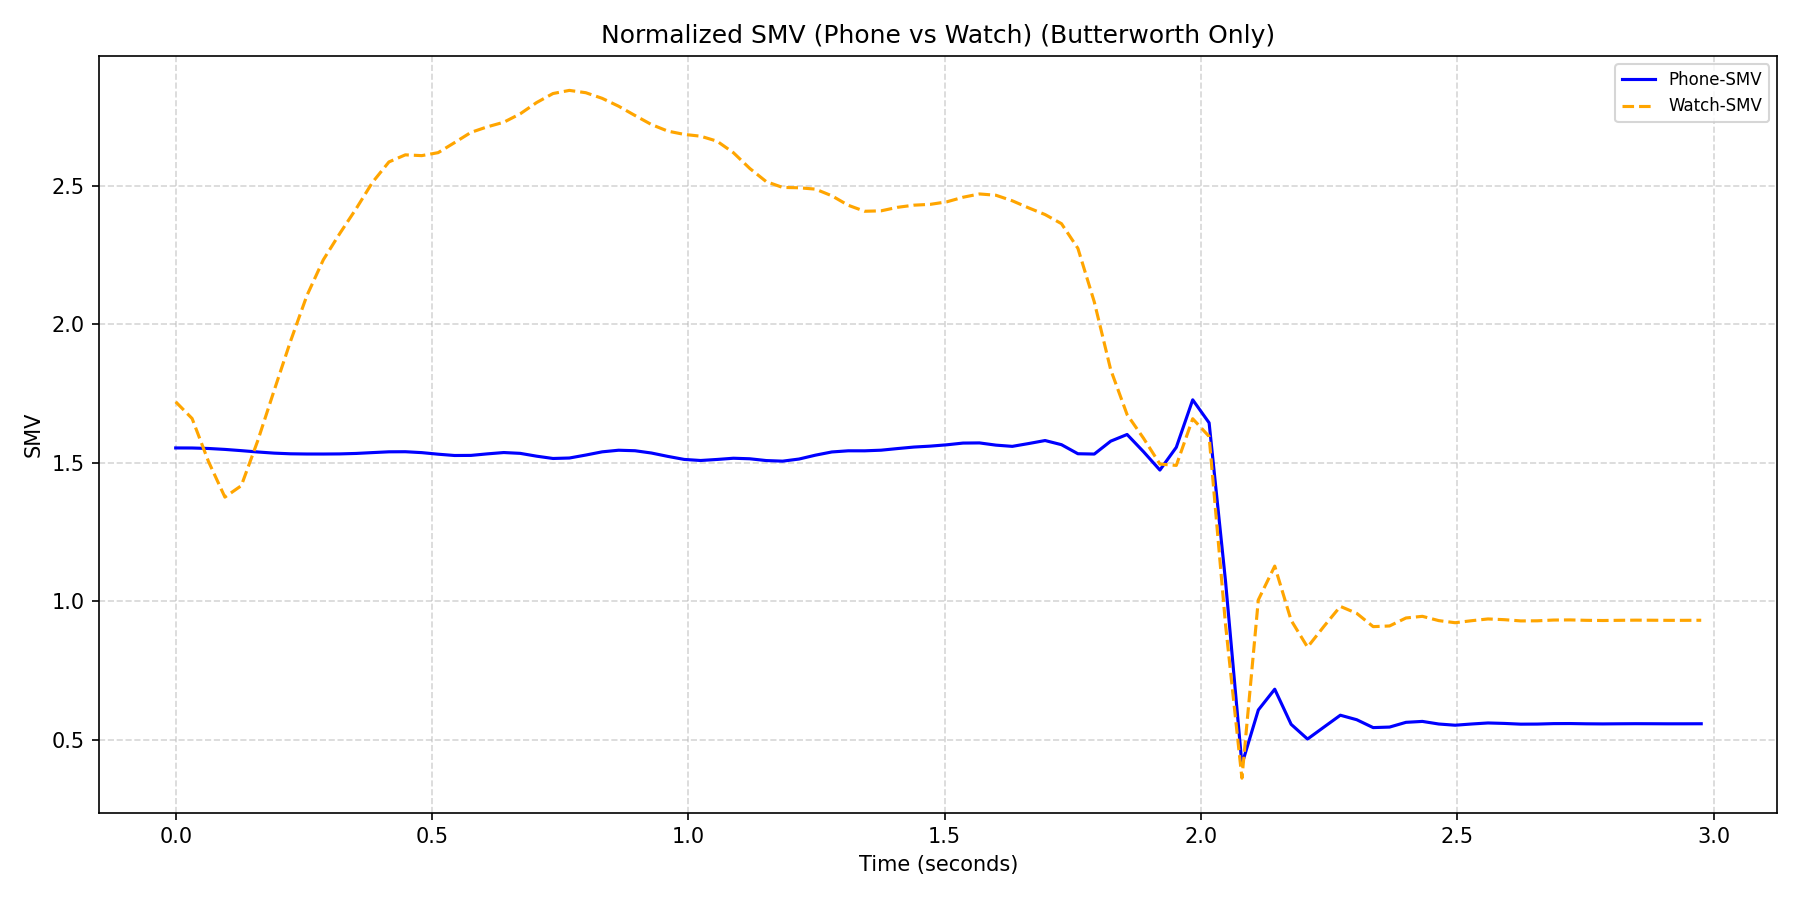 Normalized SMV (Phone vs Watch) (Butterworth Only)
Phone-SMV
Watch-SMV
SMV
2.5
2.0
1.5
1.0
0.5
0.0 0.5 1.0 1.5 2.0 2.5 3.0
Time (seconds)